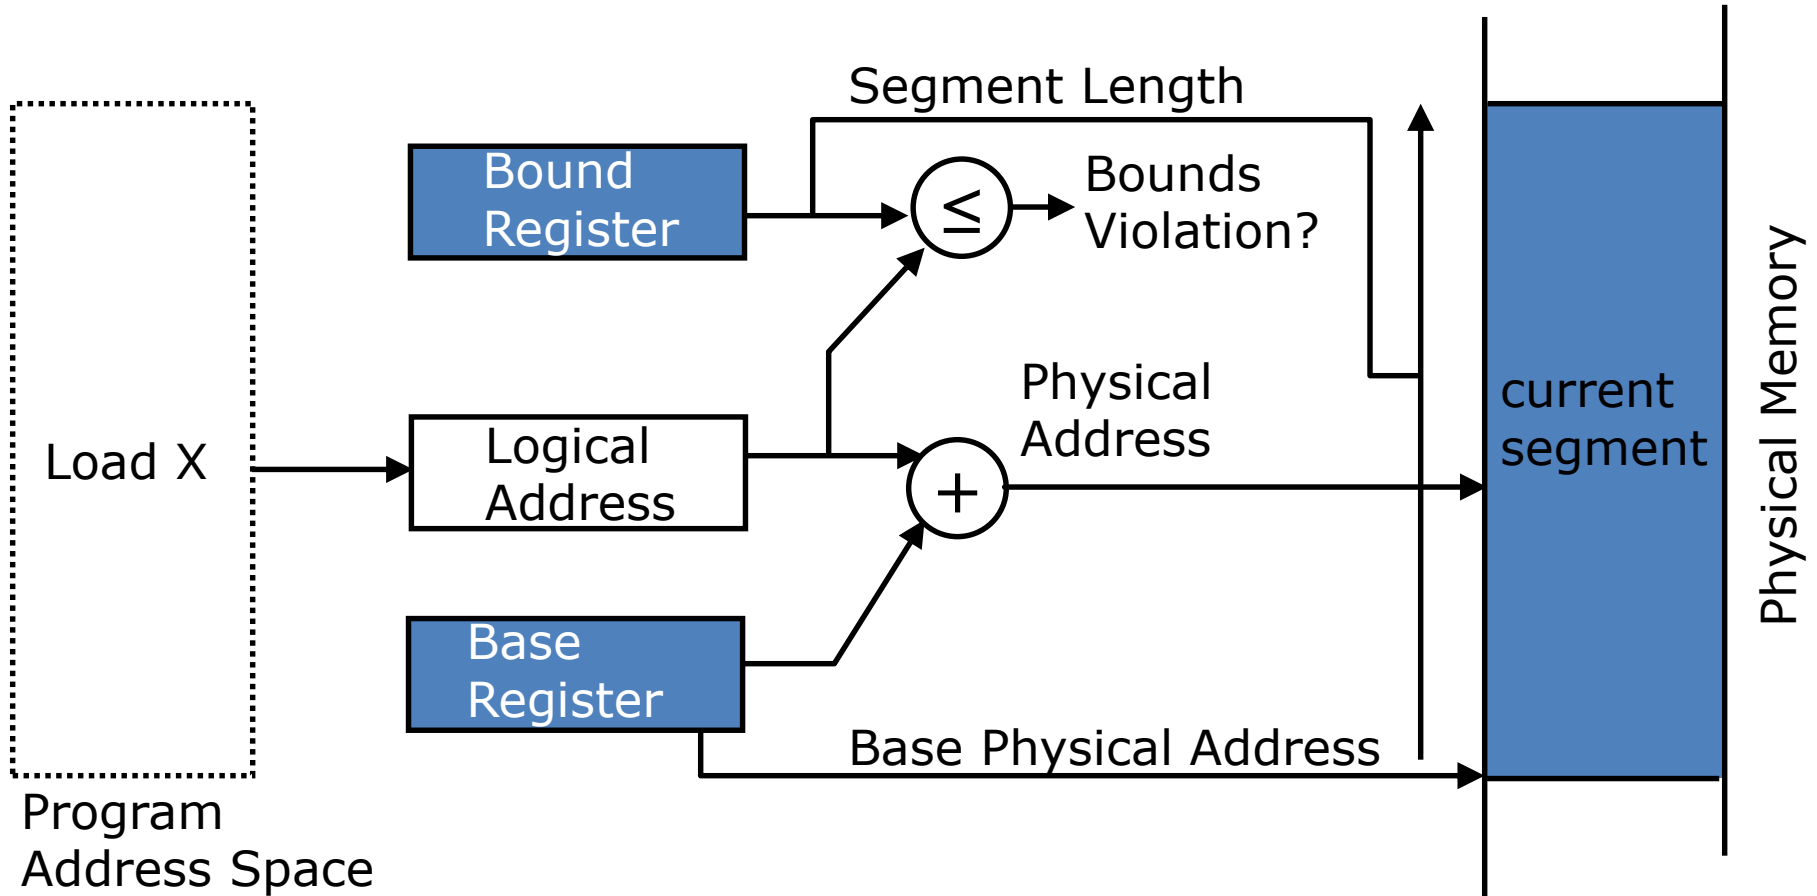 Segment Length
Bound
Register
≤
Bounds
Violation?
Load X
Logical
Address
Physical
Address
+
current
segment
Physical Memory
Base
Register
Base Physical Address
Program
Address Space